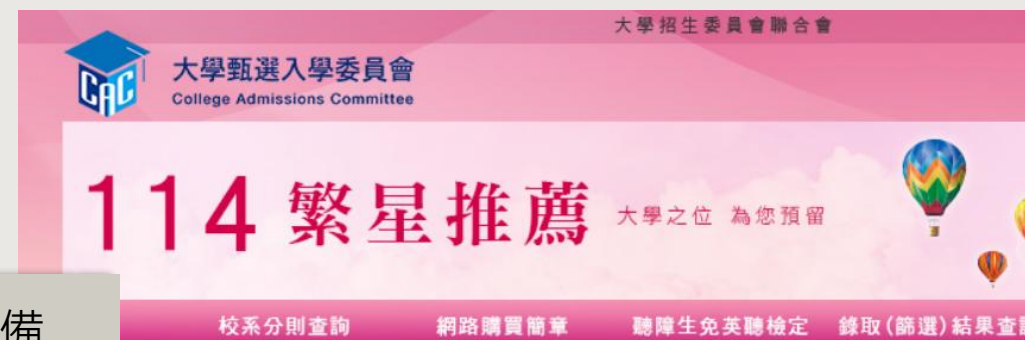 大學招生委員會聯合會
CAC
大學甄選入學委員會
College Admissions Committee
114 繁星推薦 大學之位 為您預留
備
校系分則查詢 網路購買簡章 聽障生免英聽檢定 錄取(篩選)結果查